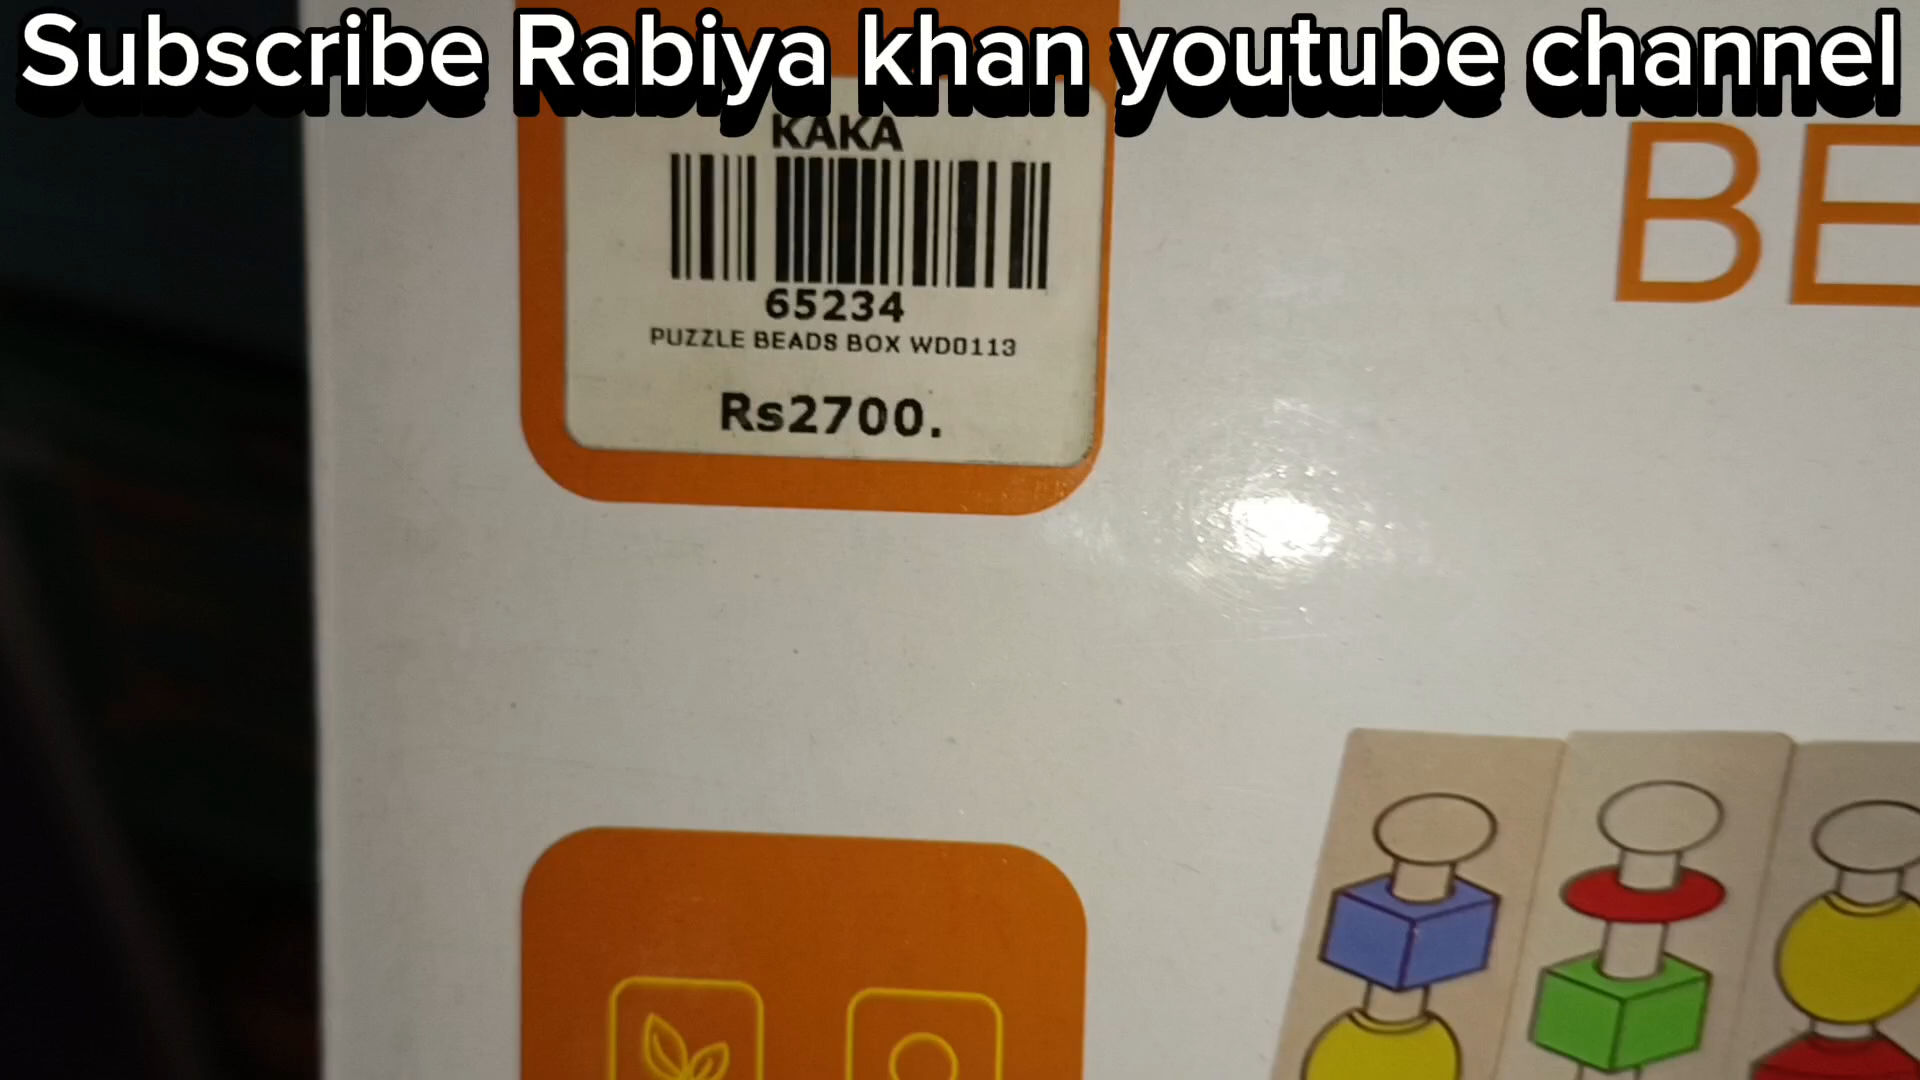 Subscribe Rabiya khan youtube channel
KAKA
BE
65234
PUZZLE BEADS BOX WD0113
Rs2700.